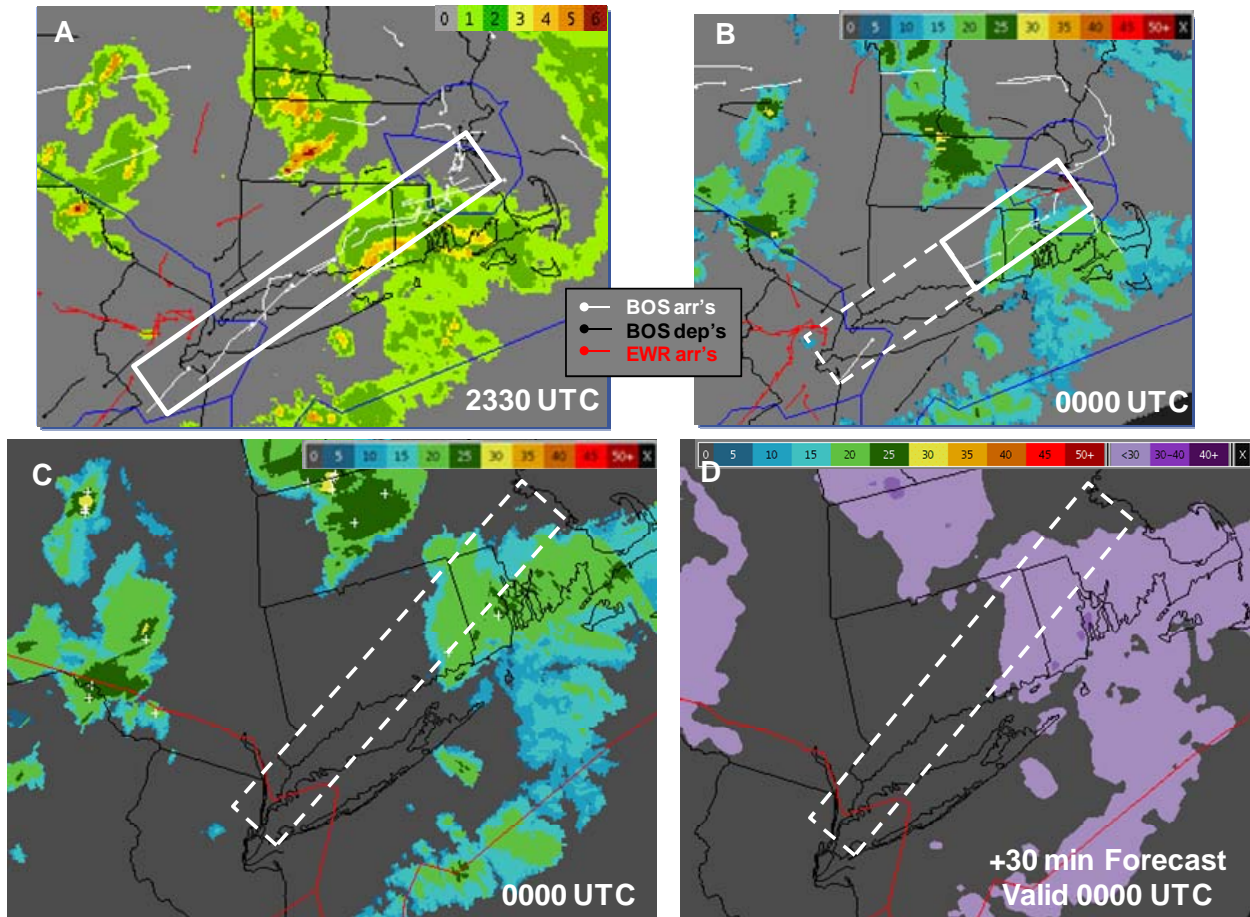 A
0 1 2 3 4 5 6
2330 UTC
B
0 5 10 15 20 25 30 35 40 45 50+ X
0000 UTC
BOS arr's
BOS dep's
EWR arr's
C
0 5 10 15 20 25 30 35 40 45 50+ X
0000 UTC
D
0 5 10 15 20 25 30 35 40 45 50+ <30 30-40 40+ X
+30 min Forecast
Valid 0000 UTC